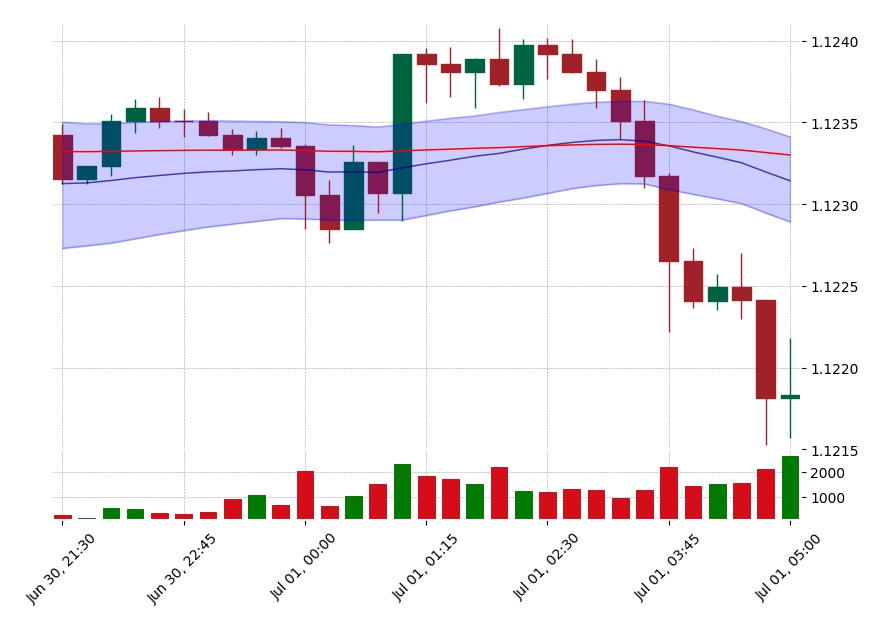 1.1240
1.1235
1.1230
1.1225
1.1220
1.1215
2000
1000
Jun 30, 21:30
Jun 30, 22:45
Jul 01, 00:00
Jul 01, 01:15
Jul 01, 02:30
Jul 01, 03:45
Jul 01, 05:00